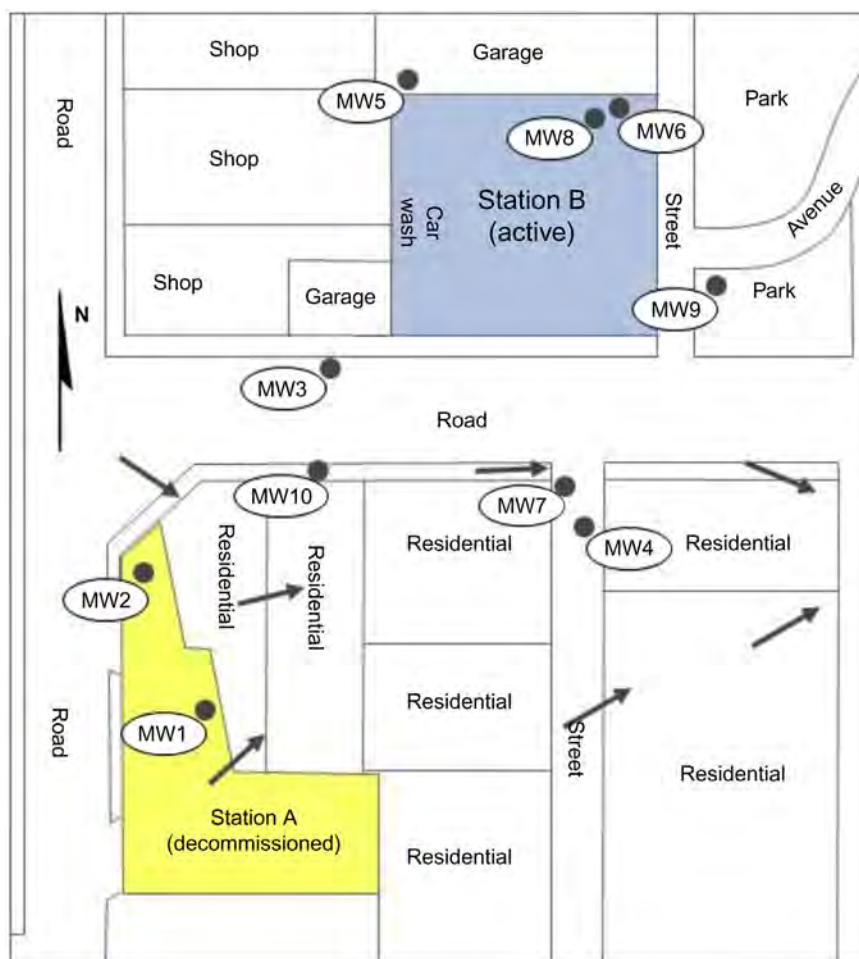 Shop
Garage
MW5
Park
Road
MW8
MW6
Shop
Car
wash
Station B
(active)
Street
Avenue
Shop
Garage
MW9
Park
N
MW3
Road
MW10
MW7
Residential
Residential
Residential
MW4
Residential
MW2
Residential
MW1
Road
Street
Residential
Station A
(decommissioned)
Residential